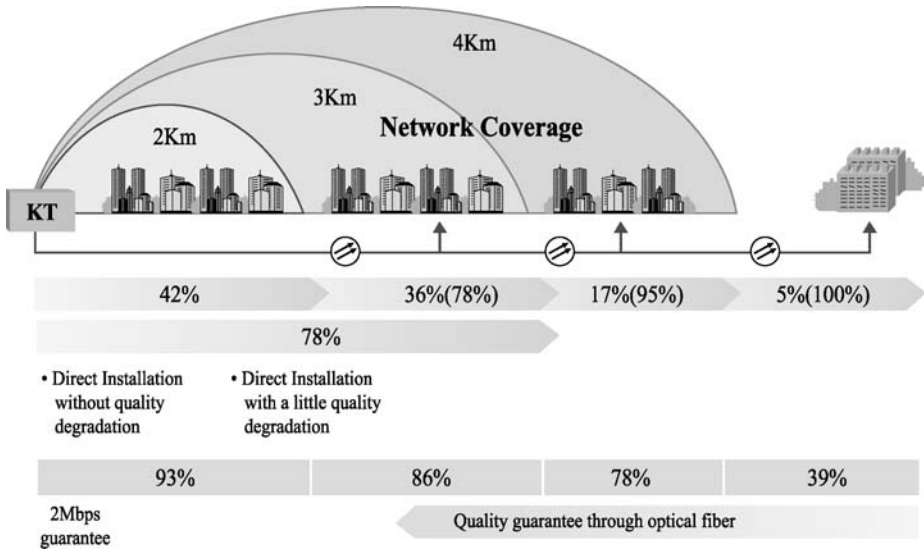 4Km
3Km
Network Coverage
2Km
KT
42%
36%(78%)
17%(95%)
5%(100%)
78%
• Direct Installation
without quality
degradation
• Direct Installation
with a little quality
degradation
93%
86%
78%
39%
2Mbps
guarantee
Quality guarantee through optical fiber